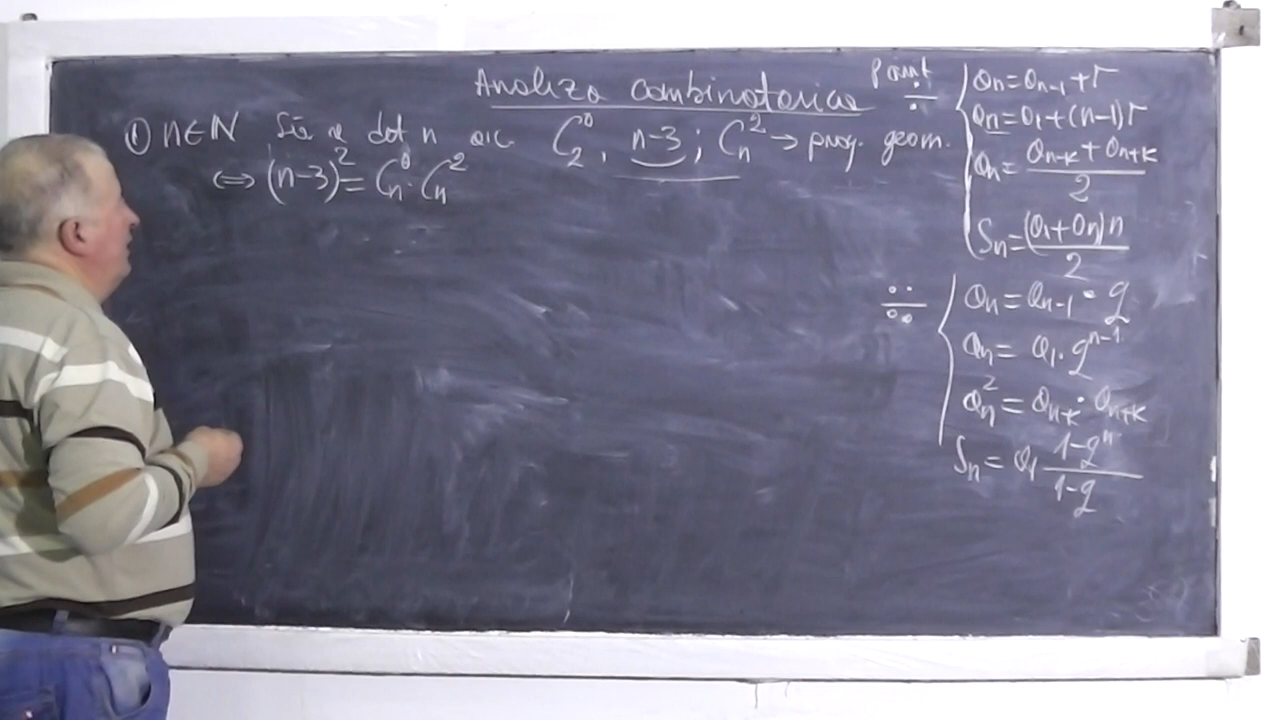 Analiza combinatorica
① n∈N Să se det n a.c. C₂⁰, n-3; Cₙ² → prog. geom.
⇔ (n-3)² = Cₙ⁰·Cₙ²
÷ aₙ = aₙ₋₁ + r
aₙ = a₁ + (n-1)r
aₙ = (aₙ₋ₖ + aₙ₊ₖ)/2
Sₙ = (a₁+aₙ)n/2
∺ aₙ = aₙ₋₁ · q
aₙ = a₁ · qⁿ⁻¹
aₙ² = aₙ₋ₖ · aₙ₊ₖ
Sₙ = a₁ (1-qⁿ)/(1-q)